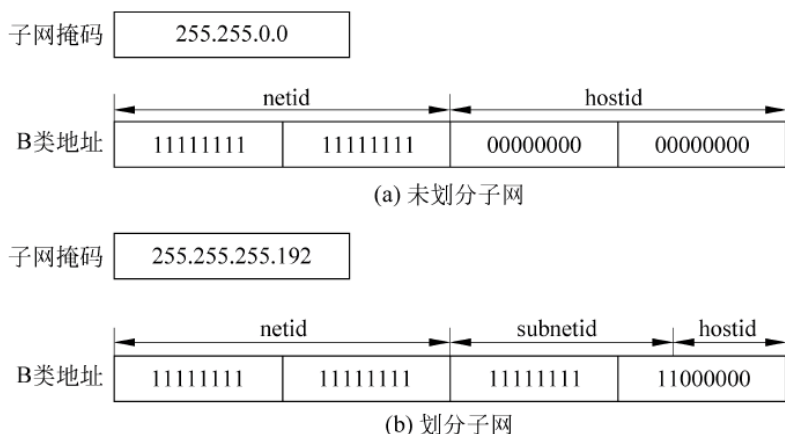 子网掩码 255.255.0.0
netid hostid
B类地址 11111111 11111111 00000000 00000000
(a) 未划分子网
子网掩码 255.255.255.192
netid subnetid hostid
B类地址 11111111 11111111 11111111 11000000
(b) 划分子网